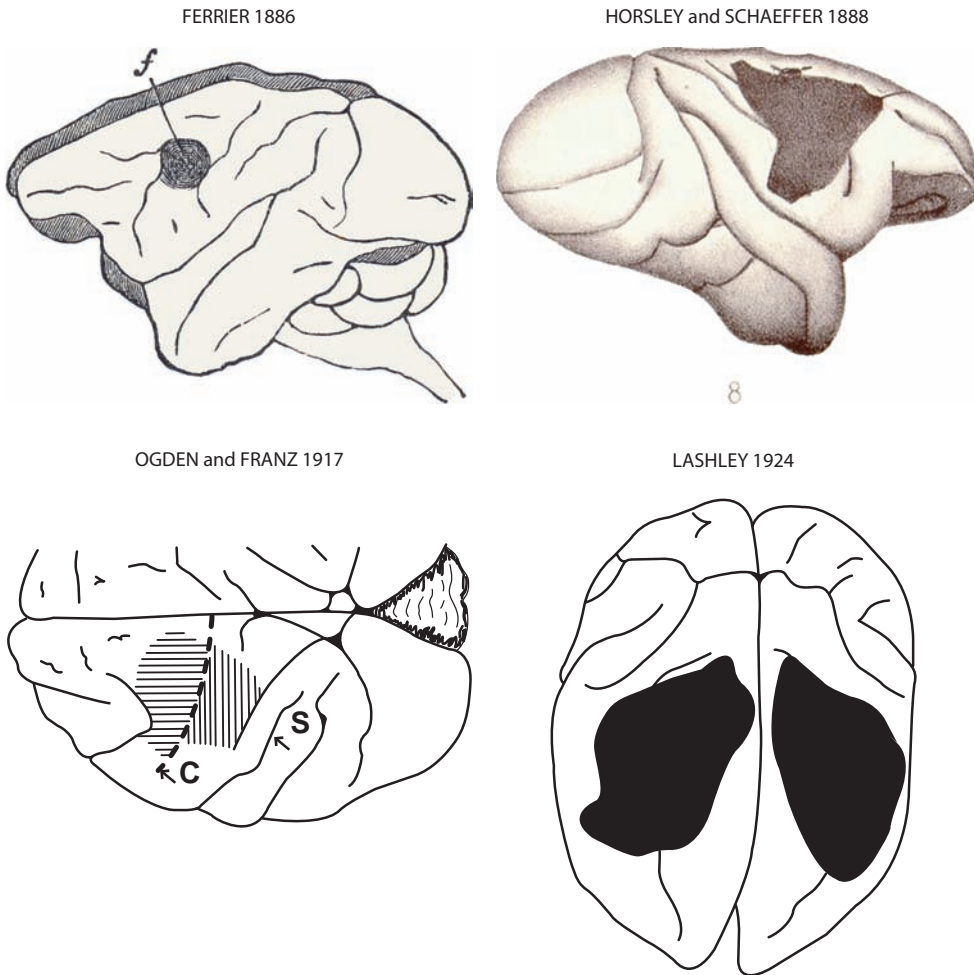 FERRIER 1886
HORSLEY and SCHAEFFER 1888
f
8
OGDEN and FRANZ 1917
LASHLEY 1924
S
C